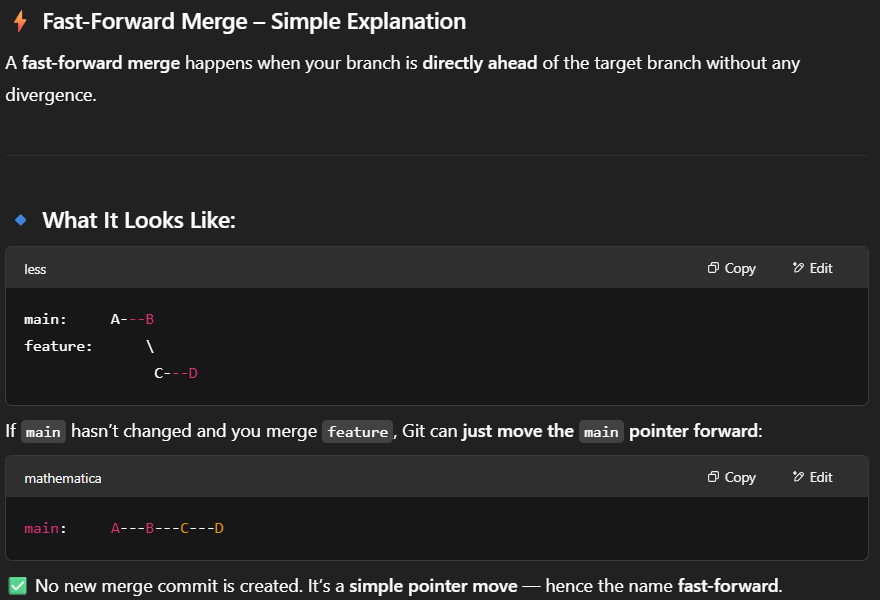 ⚡ Fast-Forward Merge – Simple Explanation
A fast-forward merge happens when your branch is directly ahead of the target branch without any
divergence.
🔹 What It Looks Like:
less Copy Edit
main:     A---B
feature:       \
                C---D
If main hasn’t changed and you merge feature, Git can just move the main pointer forward:
mathematica Copy Edit
main:     A---B---C---D
✅ No new merge commit is created. It’s a simple pointer move — hence the name fast-forward.